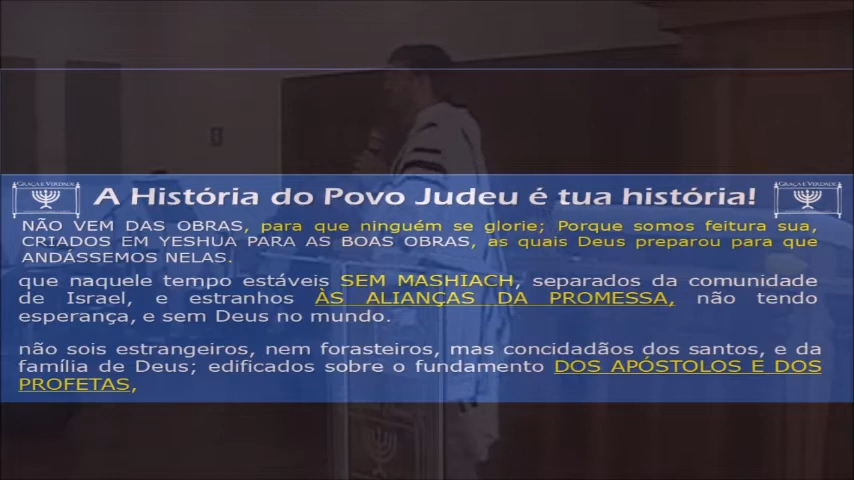 GRAÇA E VERDADE
A História do Povo Judeu é tua história!
GRAÇA E VERDADE
NÃO VEM DAS OBRAS, para que ninguém se glorie; Porque somos feitura sua,
CRIADOS EM YESHUA PARA AS BOAS OBRAS, as quais Deus preparou para que
ANDÁSSEMOS NELAS.
que naquele tempo estáveis SEM MASHIACH, separados da comunidade
de Israel, e estranhos ÀS ALIANÇAS DA PROMESSA, não tendo
esperança, e sem Deus no mundo.
não sois estrangeiros, nem forasteiros, mas concidadãos dos santos, e da
família de Deus; edificados sobre o fundamento DOS APÓSTOLOS E DOS
PROFETAS,